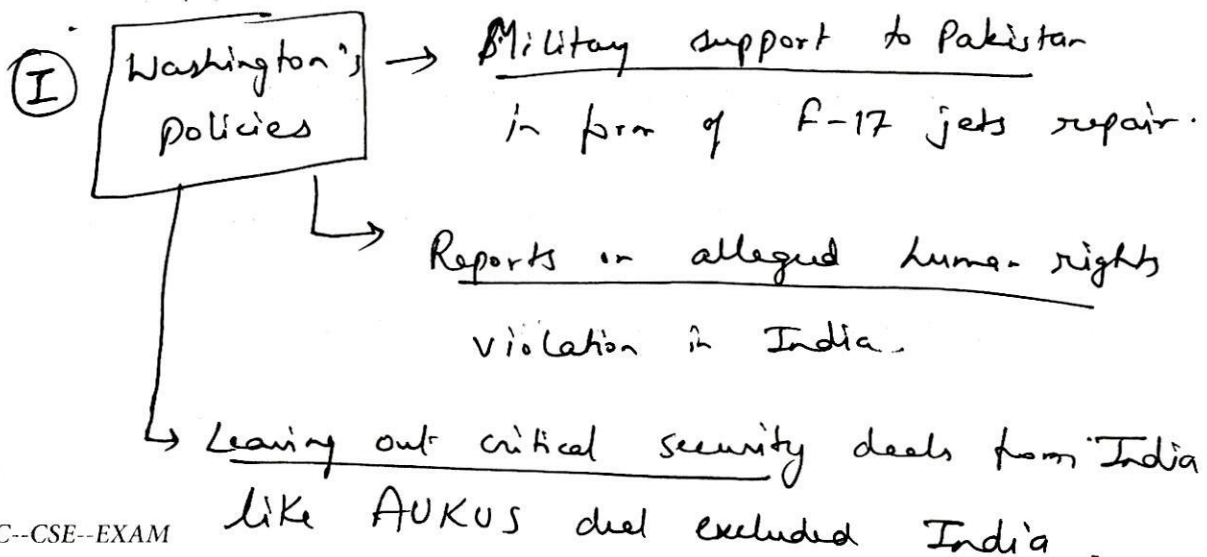 I
Washington's
policies
→ Military support to Pakistan
in form of F-17 jets repair.
→ Reports on alleged human rights
violation in India.
→ Leaving out critical security deals from India
like AUKUS deal excluded India.
C--CSE--EXAM